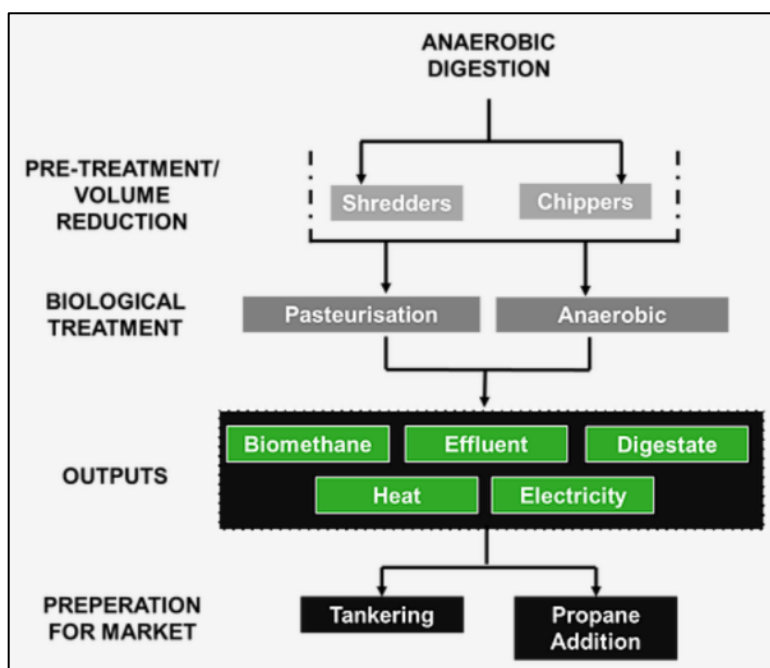 ANAEROBIC
DIGESTION
PRE-TREATMENT/
VOLUME
REDUCTION
Shredders
Chippers
BIOLOGICAL
TREATMENT
Pasteurisation
Anaerobic
OUTPUTS
Biomethane
Effluent
Digestate
Heat
Electricity
PREPERATION
FOR MARKET
Tankering
Propane
Addition